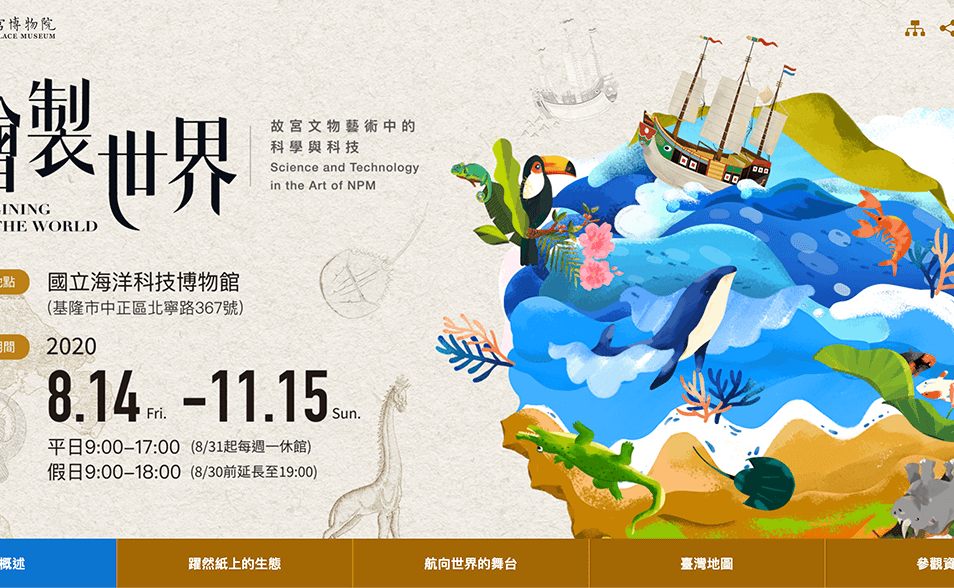 宮博物院
LACE MUSEUM
繪製世界
INING
THE WORLD
故宮文物藝術中的
科學與科技
Science and Technology
in the Art of NPM
地點
國立海洋科技博物館
(基隆市中正區北寧路367號)
期間
2020
8.14 Fri. –11.15 Sun.
平日9:00–17:00 (8/31起每週一休館)
假日9:00–18:00 (8/30前延長至19:00)
概述
躍然紙上的生態
航向世界的舞台
臺灣地圖
參觀資